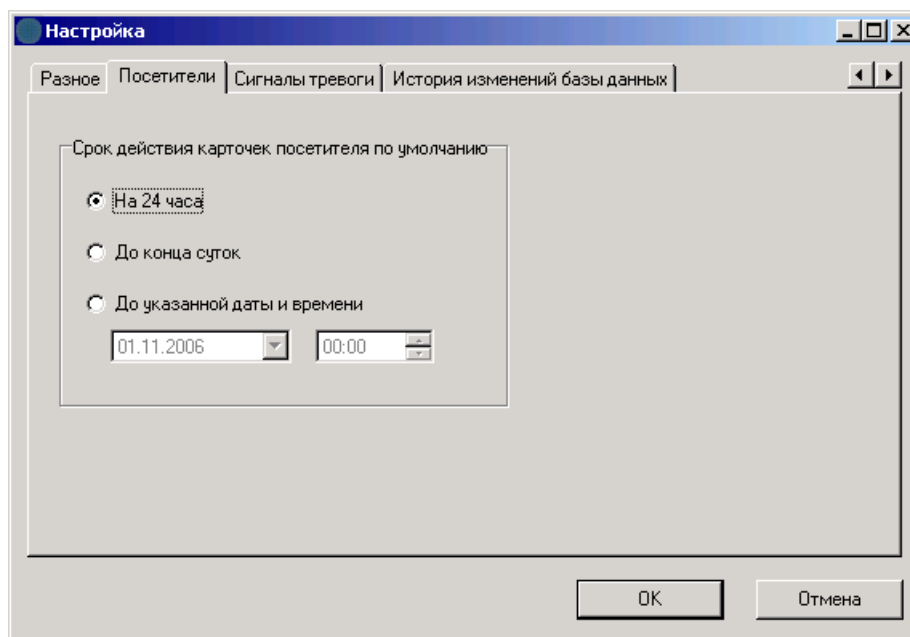 Настройка
Разное Посетители Сигналы тревоги История изменений базы данных
Срок действия карточек посетителя по умолчанию
На 24 часа
До конца суток
До указанной даты и времени
01.11.2006 00:00
OK Отмена